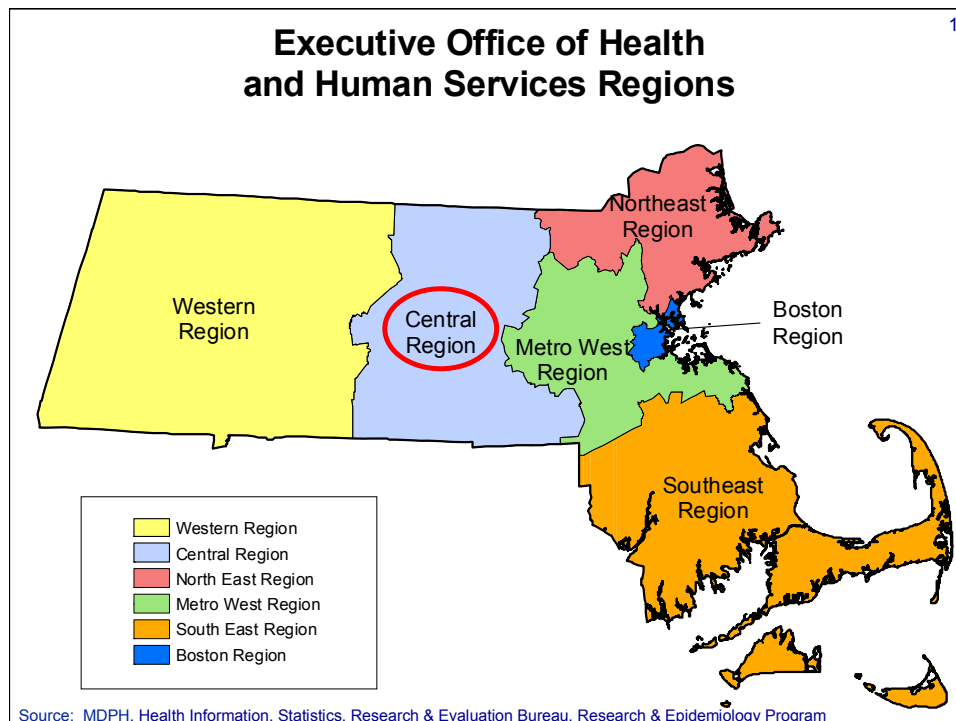 1
Executive Office of Health
and Human Services Regions
Northeast
Region
Western
Region
Central
Region
Boston
Region
Metro West
Region
Southeast
Region
Western Region
Central Region
North East Region
Metro West Region
South East Region
Boston Region
Source: MDPH, Health Information, Statistics, Research & Evaluation Bureau, Research & Epidemiology Program